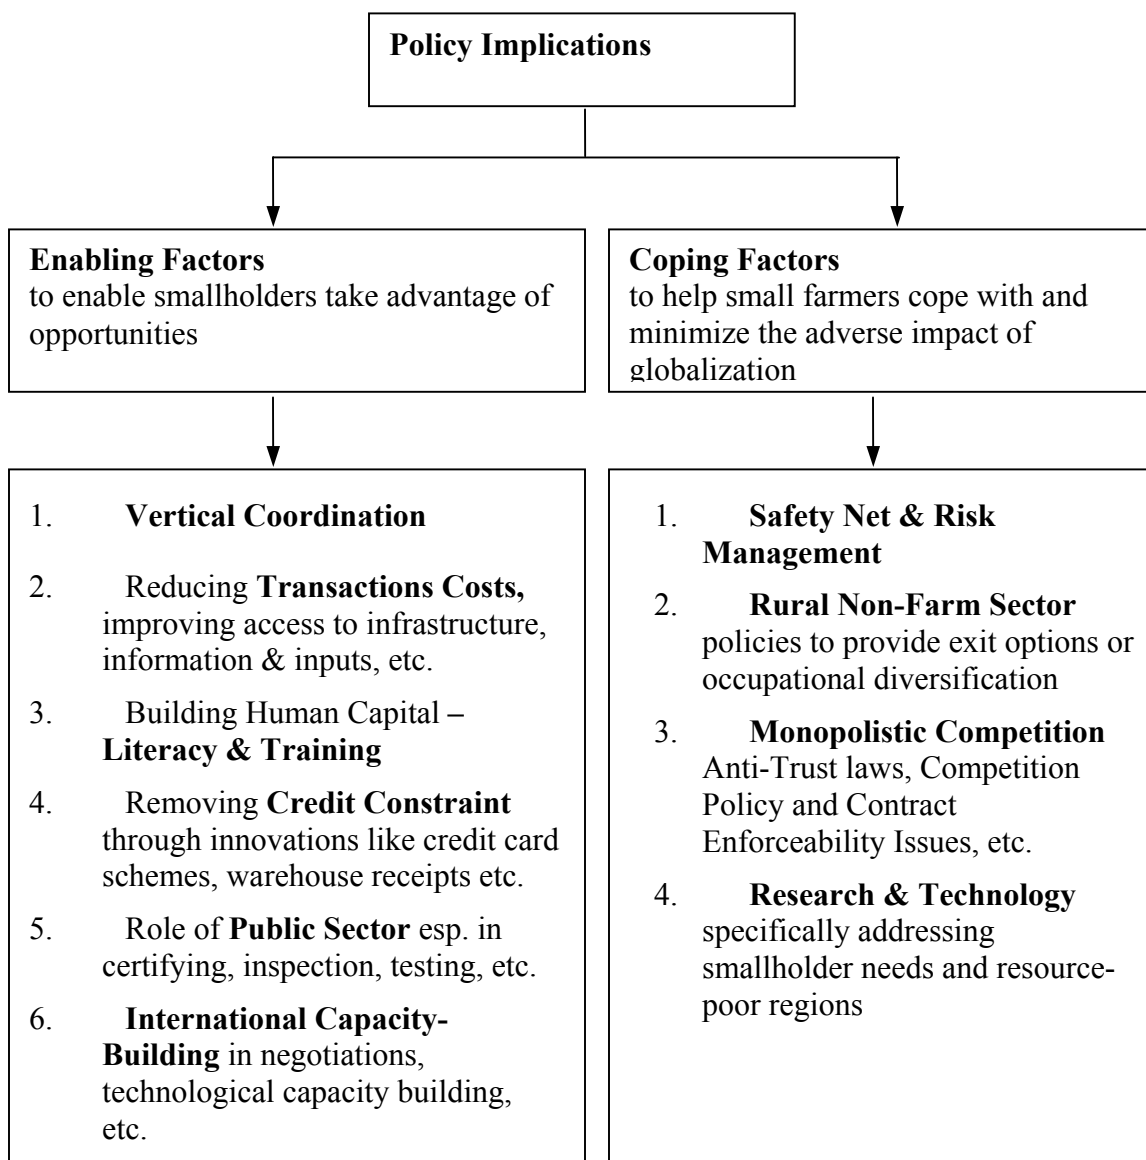 Policy Implications
Enabling Factors
to enable smallholders take advantage of
opportunities
Coping Factors
to help small farmers cope with and
minimize the adverse impact of
globalization
1. Vertical Coordination
2. Reducing Transactions Costs,
improving access to infrastructure,
information & inputs, etc.
3. Building Human Capital –
Literacy & Training
4. Removing Credit Constraint
through innovations like credit card
schemes, warehouse receipts etc.
5. Role of Public Sector esp. in
certifying, inspection, testing, etc.
6. International Capacity-
Building in negotiations,
technological capacity building,
etc.
1. Safety Net & Risk
Management
2. Rural Non-Farm Sector
policies to provide exit options or
occupational diversification
3. Monopolistic Competition
Anti-Trust laws, Competition
Policy and Contract
Enforceability Issues, etc.
4. Research & Technology
specifically addressing
smallholder needs and resource-
poor regions